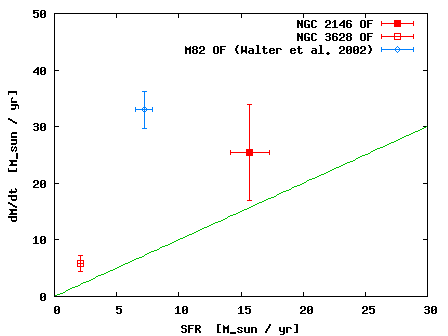 50
40
30
20
10
0
NGC 2146 OF
NGC 3628 OF
M82 OF (Walter et al. 2002)
dM/dt [M_sun / yr]
0 5 10 15 20 25 30
SFR [M_sun / yr]